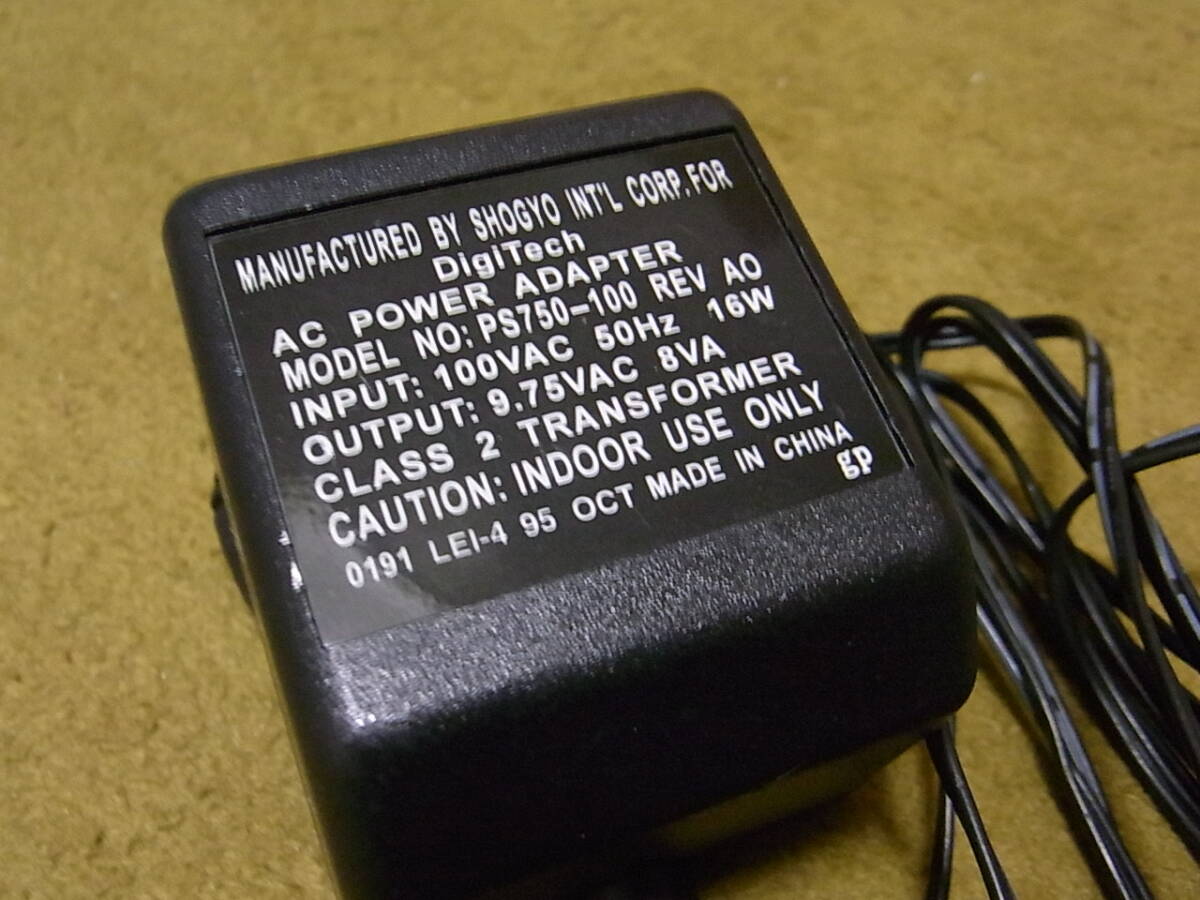 MANUFACTURED BY SHOGYO INT'L CORP.FOR
DigiTech
AC POWER ADAPTER
MODEL NO: PS750-100 REV AO
INPUT: 100VAC 50Hz 16W
OUTPUT: 9.75VAC 8VA
CLASS 2 TRANSFORMER
CAUTION: INDOOR USE ONLY
0191 LEI-4 95 OCT MADE IN CHINA
gp